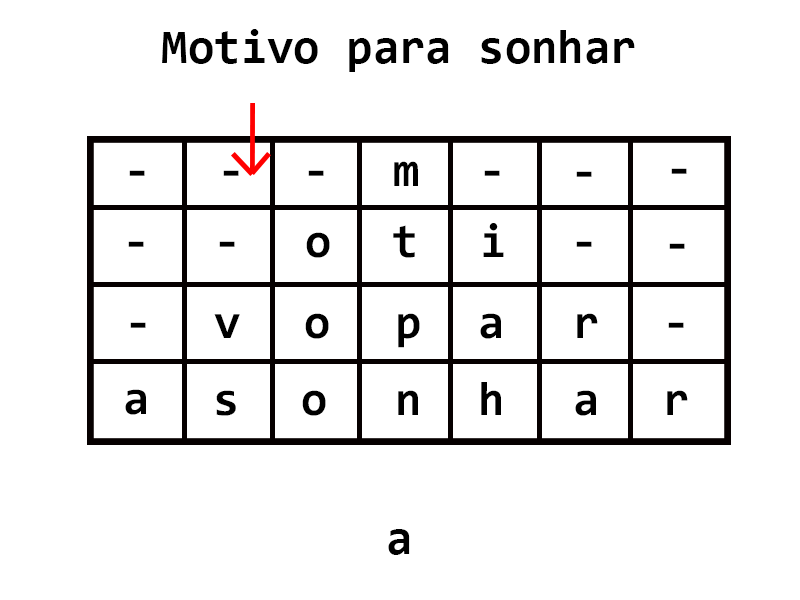 Motivo para sonhar
- - - m - - -
- - o t i - -
- v o p a r -
a s o n h a r
a